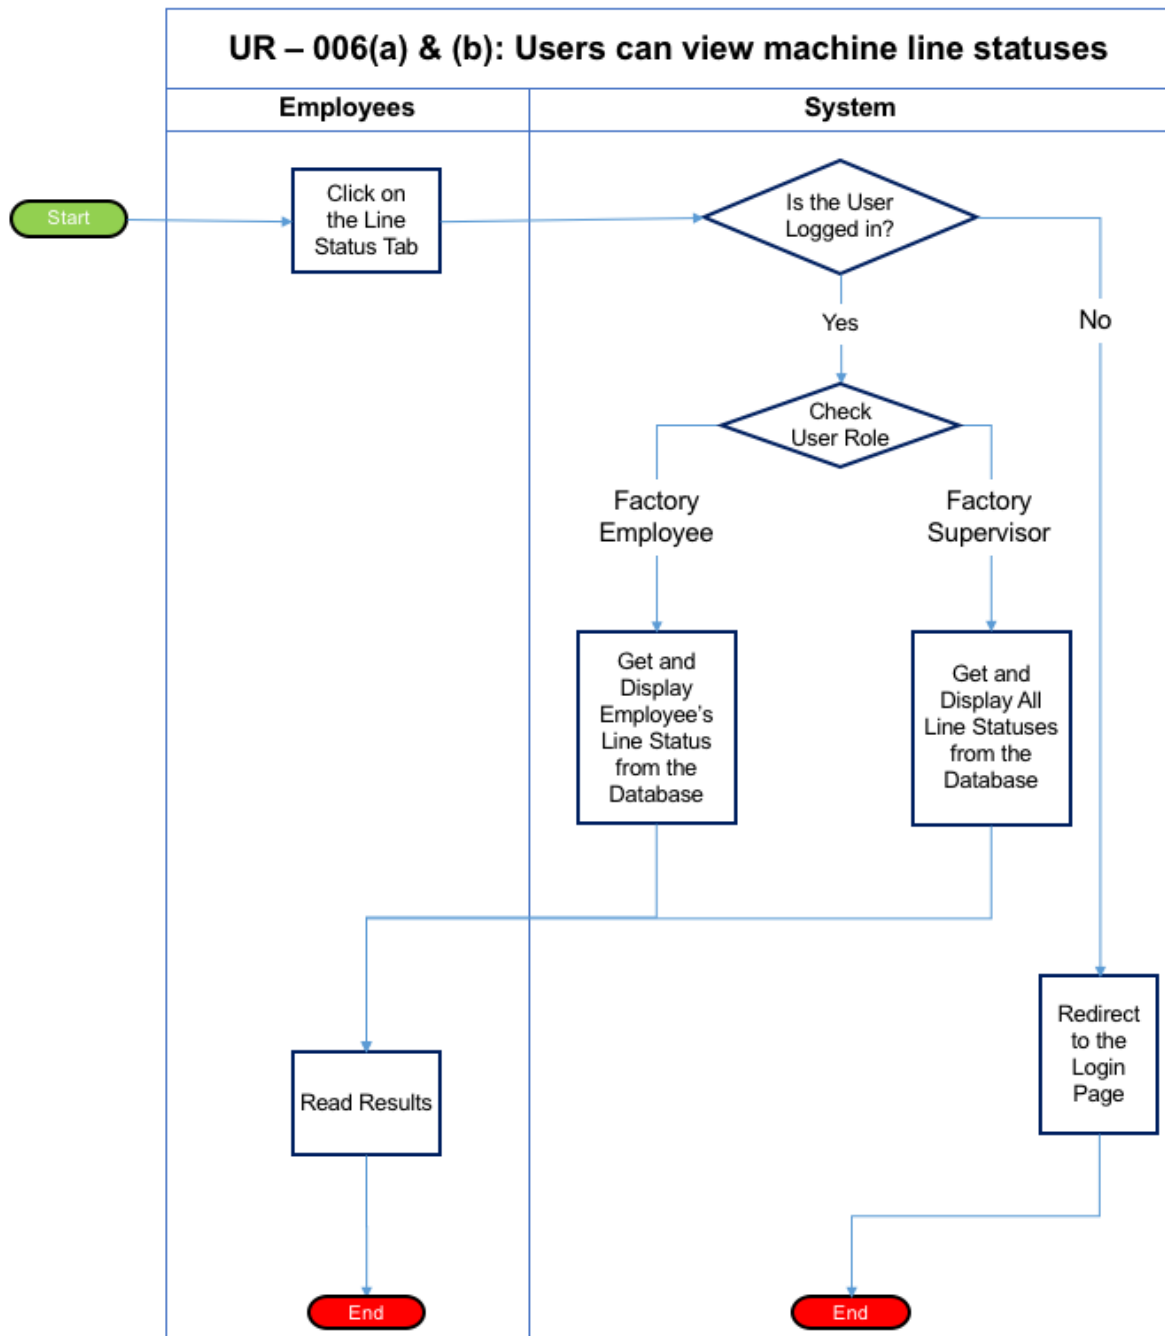 UR – 006(a) & (b): Users can view machine line statuses
Employees
System
Start
Click on
the Line
Status Tab
Is the User
Logged in?
Yes
No
Check
User Role
Factory
Employee
Factory
Supervisor
Get and
Display
Employee’s
Line Status
from the
Database
Get and
Display All
Line Statuses
from the
Database
Redirect
to the
Login
Page
Read Results
End
End